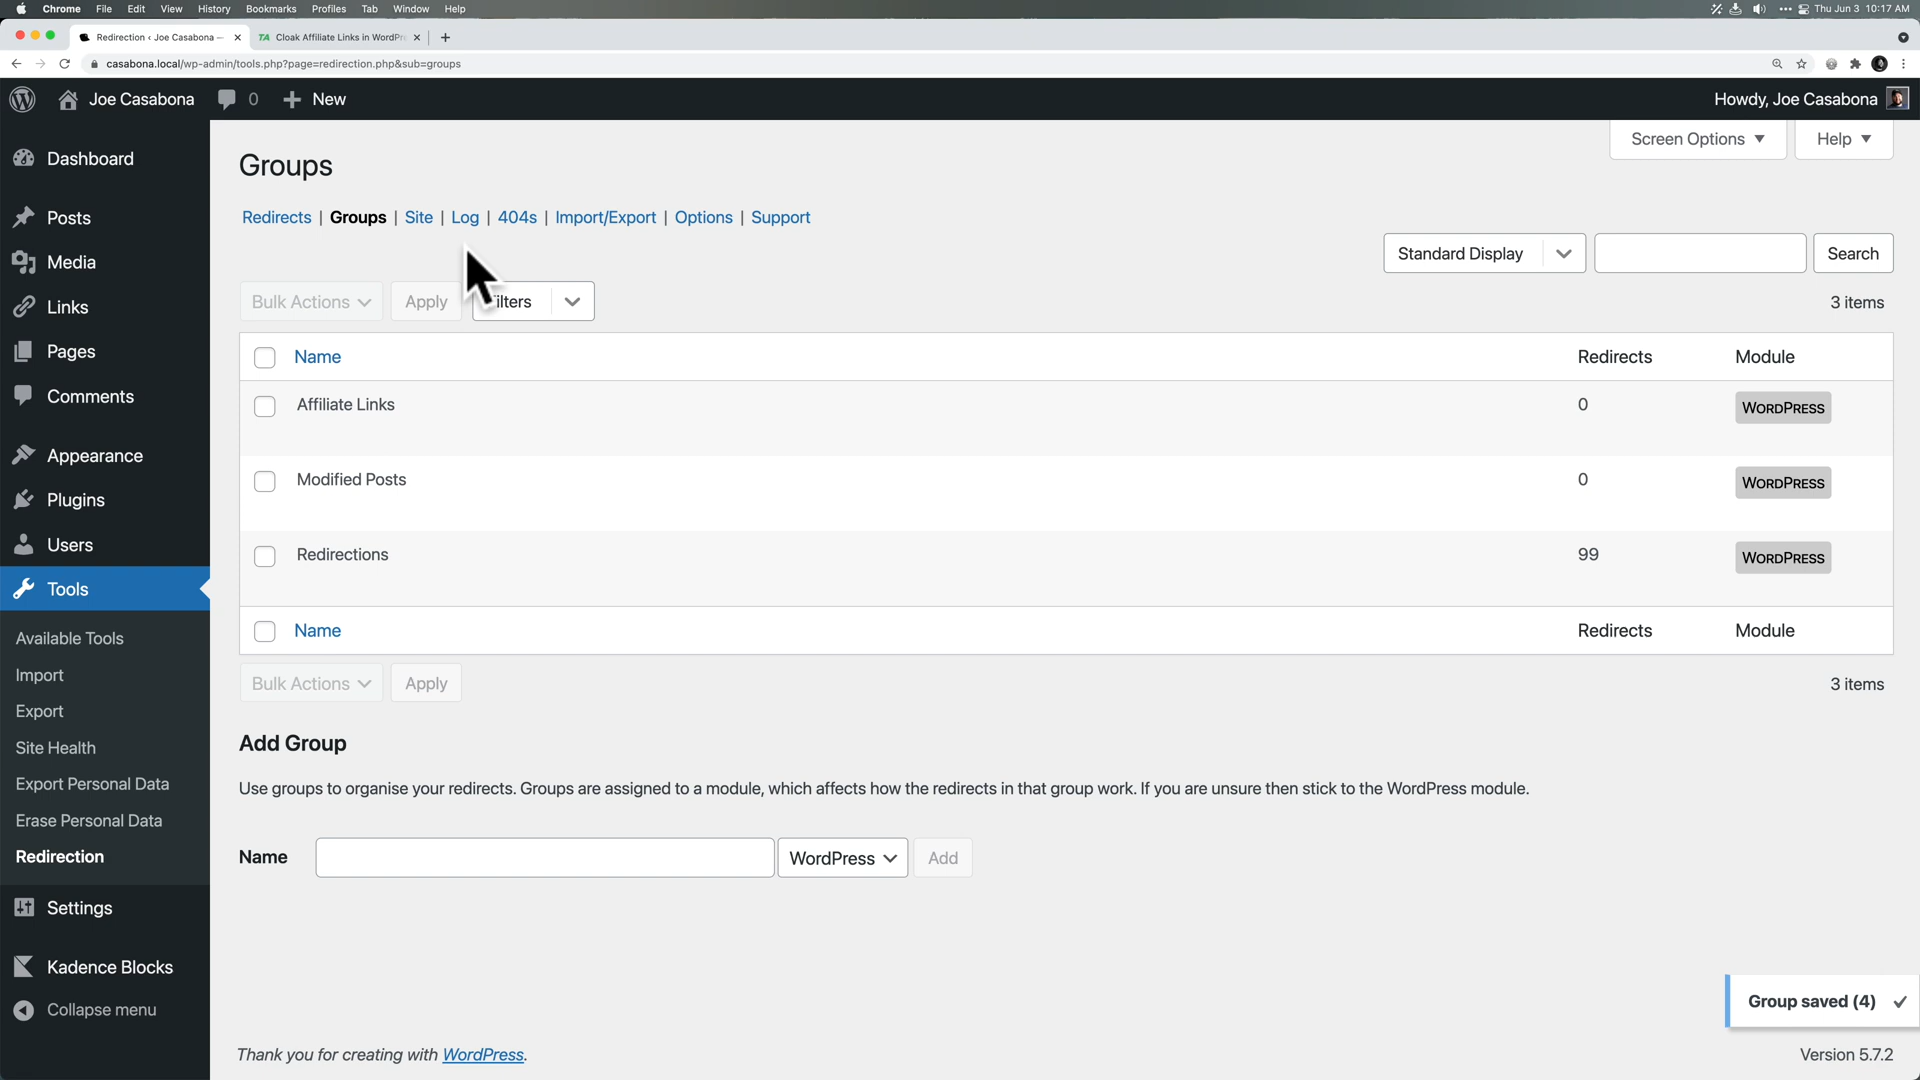 Chrome File Edit View History Bookmarks Profiles Tab Window Help Thu Jun 3 10:17 AM
Redirection ‹ Joe Casabona — TA Cloak Affiliate Links in WordPr
casabona.local/wp-admin/tools.php?page=redirection.php&sub=groups
Joe Casabona 0 New Howdy, Joe Casabona
Screen Options Help
Dashboard
Posts
Media
Links
Pages
Comments
Appearance
Plugins
Users
Tools
Available Tools
Import
Export
Site Health
Export Personal Data
Erase Personal Data
Redirection
Settings
Kadence Blocks
Collapse menu
Groups
Redirects | Groups | Site | Log | 404s | Import/Export | Options | Support
Standard Display Search
Bulk Actions Apply ilters 3 items
Name Redirects Module
Affiliate Links 0 WORDPRESS
Modified Posts 0 WORDPRESS
Redirections 99 WORDPRESS
Name Redirects Module
Bulk Actions Apply 3 items
Add Group
Use groups to organise your redirects. Groups are assigned to a module, which affects how the redirects in that group work. If you are unsure then stick to the WordPress module.
Name WordPress Add
Group saved (4)
Thank you for creating with WordPress. Version 5.7.2